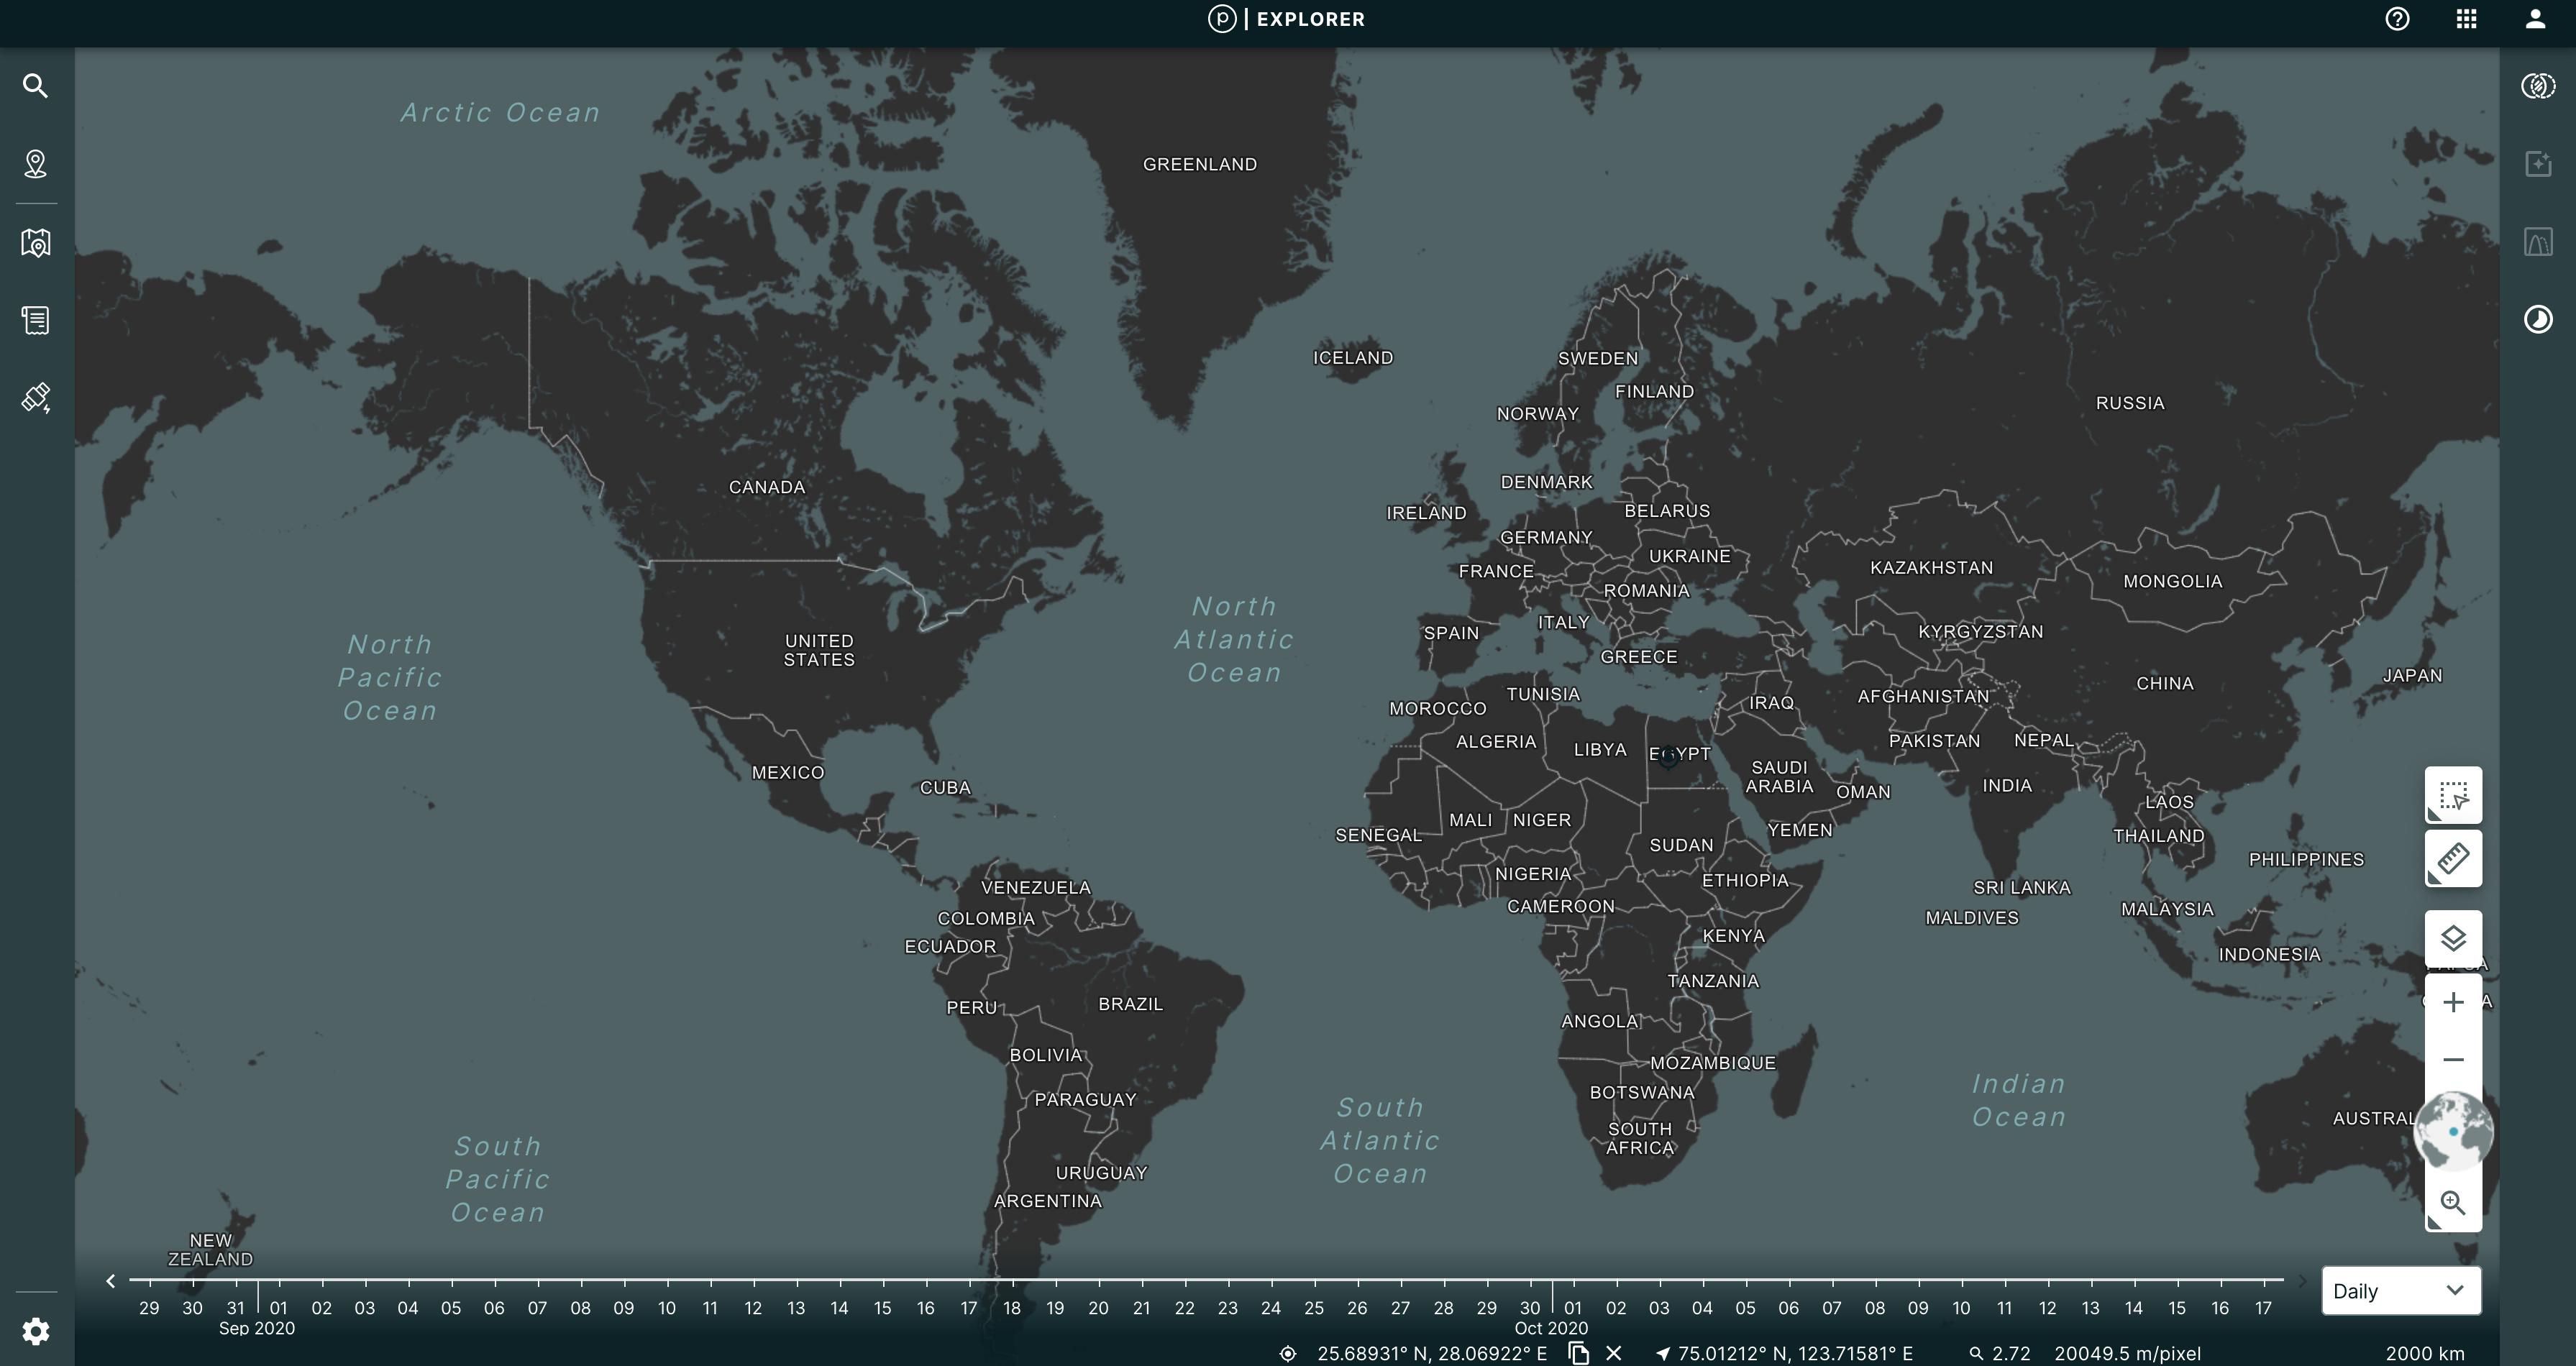 p | EXPLORER
Arctic Ocean
GREENLAND
ICELAND
SWEDEN
FINLAND
NORWAY
RUSSIA
CANADA
DENMARK
IRELAND
BELARUS
GERMANY
UKRAINE
FRANCE
KAZAKHSTAN
MONGOLIA
ROMANIA
North
Atlantic
Ocean
ITALY
SPAIN
KYRGYZSTAN
North
Pacific
Ocean
UNITED
STATES
GREECE
JAPAN
CHINA
TUNISIA
AFGHANISTAN
IRAQ
MOROCCO
ALGERIA
LIBYA
EGYPT
PAKISTAN
NEPAL
MEXICO
CUBA
SAUDI
ARABIA
OMAN
INDIA
LAOS
MALI
NIGER
SENEGAL
YEMEN
THAILAND
SUDAN
PHILIPPINES
NIGERIA
ETHIOPIA
VENEZUELA
SRI LANKA
CAMEROON
MALAYSIA
COLOMBIA
MALDIVES
KENYA
ECUADOR
INDONESIA
TANZANIA
PERU
BRAZIL
ANGOLA
BOLIVIA
MOZAMBIQUE
Indian
Ocean
BOTSWANA
PARAGUAY
South
Atlantic
Ocean
AUSTRAL
SOUTH
AFRICA
South
Pacific
Ocean
URUGUAY
ARGENTINA
NEW
ZEALAND
29 30 31 01 02 03 04 05 06 07 08 09 10 11 12 13 14 15 16 17 18 19 20 21 22 23 24 25 26 27 28 29 30 01 02 03 04 05 06 07 08 09 10 11 12 13 14 15 16 17
Sep 2020 Oct 2020
Daily
25.68931° N, 28.06922° E 75.01212° N, 123.71581° E 2.72 20049.5 m/pixel 2000 km